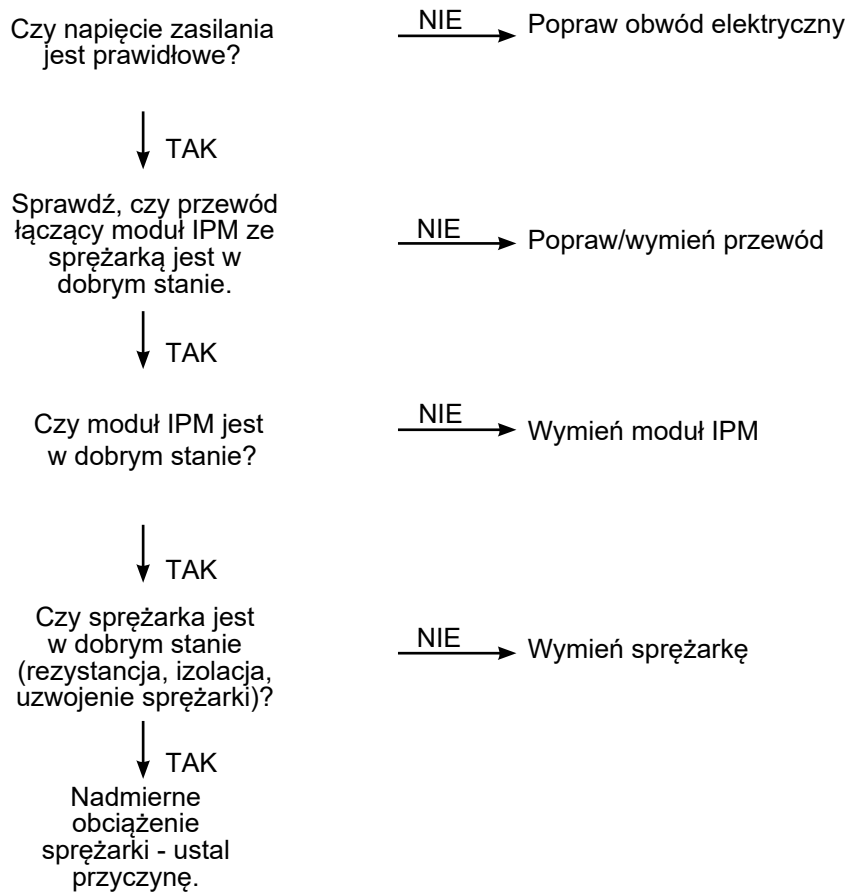 Czy napięcie zasilania
jest prawidłowe?
NIE
Popraw obwód elektryczny
TAK
Sprawdź, czy przewód
łączący moduł IPM ze
sprężarką jest w
dobrym stanie.
NIE
Popraw/wymień przewód
TAK
Czy moduł IPM jest
w dobrym stanie?
NIE
Wymień moduł IPM
TAK
Czy sprężarka jest
w dobrym stanie
(rezystancja, izolacja,
uzwojenie sprężarki)?
NIE
Wymień sprężarkę
TAK
Nadmierne
obciążenie
sprężarki - ustal
przyczynę.